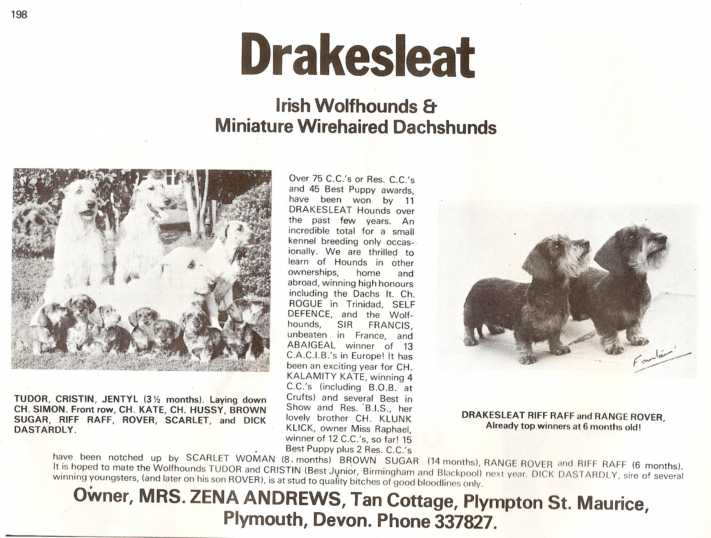 198
Drakesleat
Irish Wolfhounds &
Miniature Wirehaired Dachshunds
Over 75 C.C.'s or Res. C.C.'s
and 45 Best Puppy awards,
have been won by 11
DRAKESLEAT Hounds over
the past few years. An
incredible total for a small
kennel breeding only occas-
ionally. We are thrilled to
learn of Hounds in other
ownerships, home and
abroad, winning high honours
including the Dachs It. Ch.
ROGUE in Trinidad, SELF
DEFENCE, and the Wolf-
hounds, SIR FRANCIS,
unbeaten in France, and
ABAIGEAL winner of 13
C.A.C.I.B.'s in Europe! It has
been an exciting year for CH.
KALAMITY KATE, winning 4
C.C.'s (including B.O.B. at
Crufts) and several Best in
Show and Res. B.I.S., her
lovely brother CH. KLUNK
KLICK, owner Miss Raphael,
winner of 12 C.C.'s, so far! 15
Best Puppy plus 2 Res. C.C.'s
have been notched up by SCARLET WOMAN (8 months) BROWN SUGAR (14 months), RANGE ROVER and RIFF RAFF (6 months).
It is hoped to mate the Wolfhounds TUDOR and CRISTIN (Best Junior, Birmingham and Blackpool) next year. DICK DASTARDLY, sire of several
winning youngsters, (and later on his son ROVER), is at stud to quality bitches of good bloodlines only.
TUDOR, CRISTIN, JENTYL (3½ months). Laying down
CH. SIMON. Front row, CH. KATE, CH. HUSSY, BROWN
SUGAR, RIFF RAFF, ROVER, SCARLET, and DICK
DASTARDLY.
DRAKESLEAT RIFF RAFF and RANGE ROVER,
Already top winners at 6 months old!
Owner, MRS. ZENA ANDREWS, Tan Cottage, Plympton St. Maurice,
Plymouth, Devon. Phone 337827.